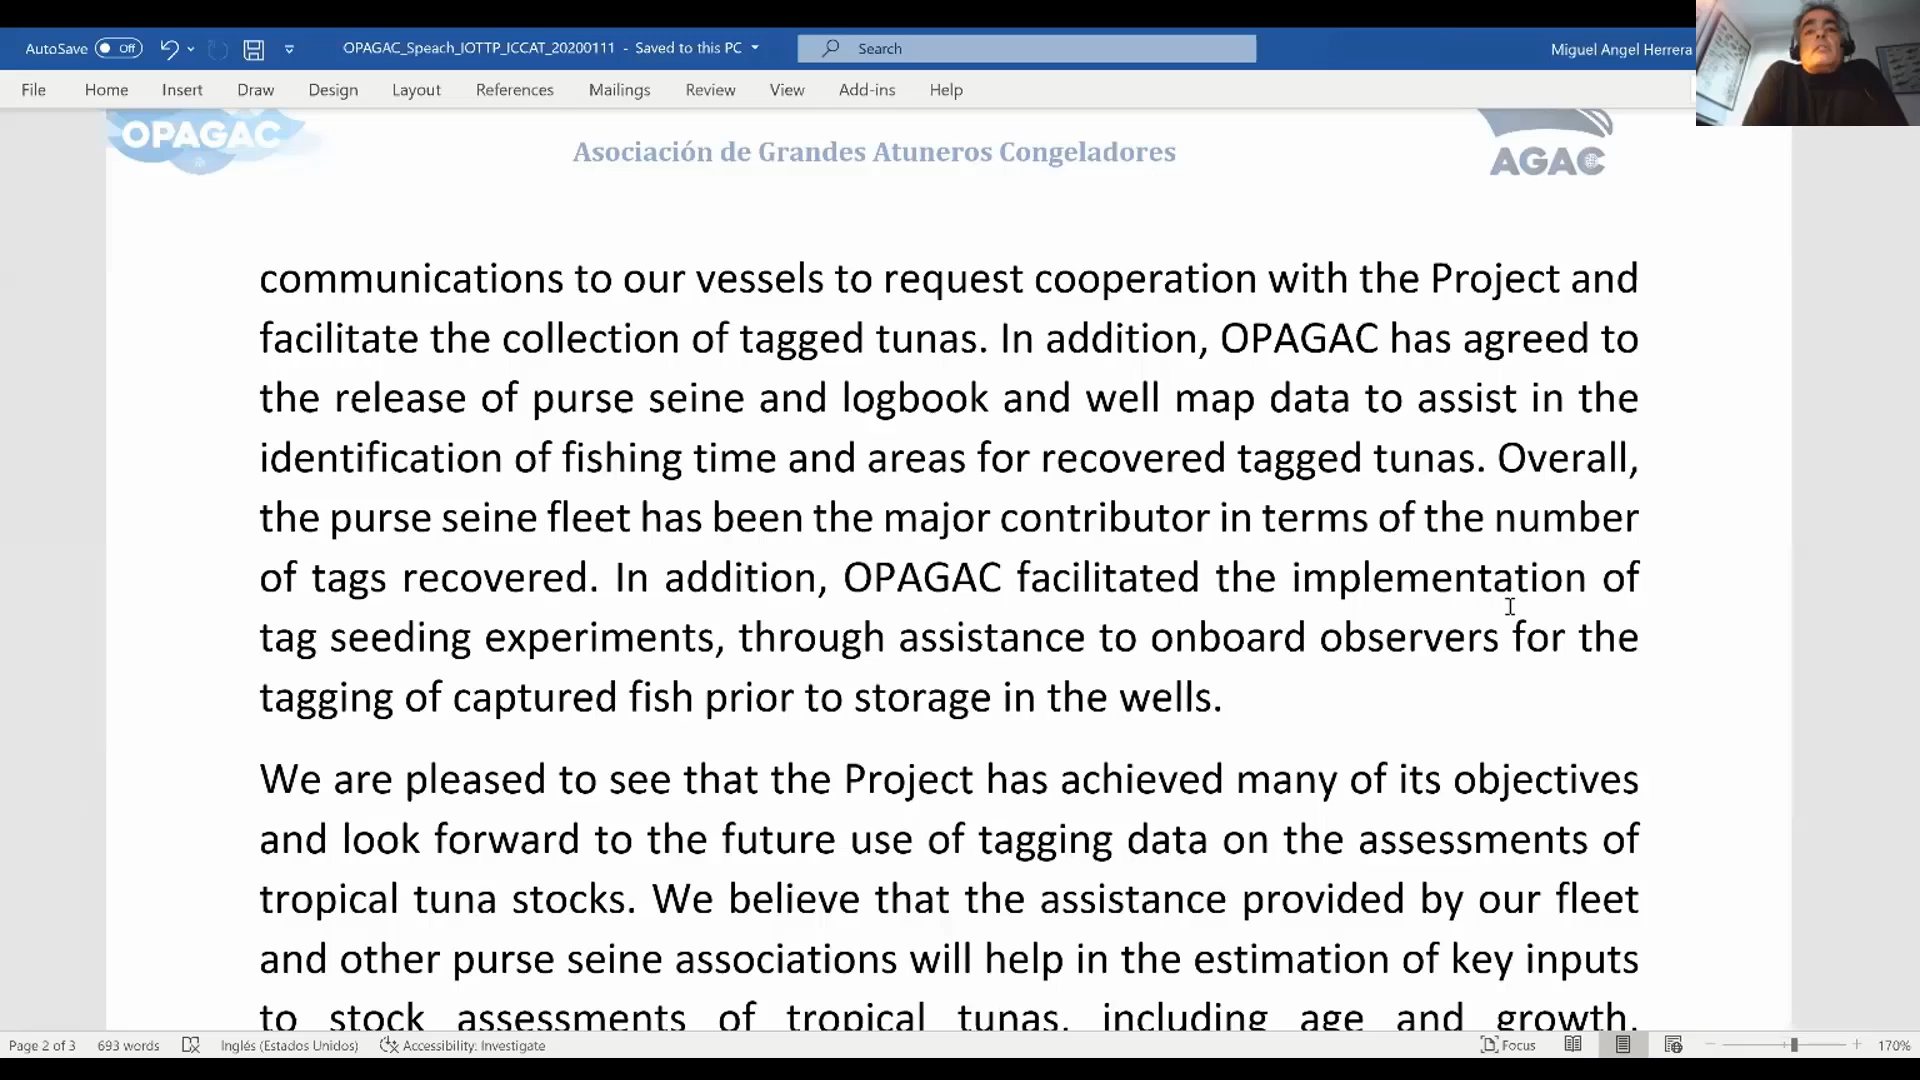 AutoSave Off OPAGAC_Speach_IOTTP_ICCAT_20200111 - Saved to this PC Search Miguel Angel Herrera
File Home Insert Draw Design Layout References Mailings Review View Add-ins Help
OPAGAC
Asociación de Grandes Atuneros Congeladores
AGAC
communications to our vessels to request cooperation with the Project and
facilitate the collection of tagged tunas. In addition, OPAGAC has agreed to
the release of purse seine and logbook and well map data to assist in the
identification of fishing time and areas for recovered tagged tunas. Overall,
the purse seine fleet has been the major contributor in terms of the number
of tags recovered. In addition, OPAGAC facilitated the implementation of
tag seeding experiments, through assistance to onboard observers for the
tagging of captured fish prior to storage in the wells.
We are pleased to see that the Project has achieved many of its objectives
and look forward to the future use of tagging data on the assessments of
tropical tuna stocks. We believe that the assistance provided by our fleet
and other purse seine associations will help in the estimation of key inputs
to stock assessments of tropical tunas, including age and growth,
Page 2 of 3 693 words Inglés (Estados Unidos) Accessibility: Investigate Focus 170%